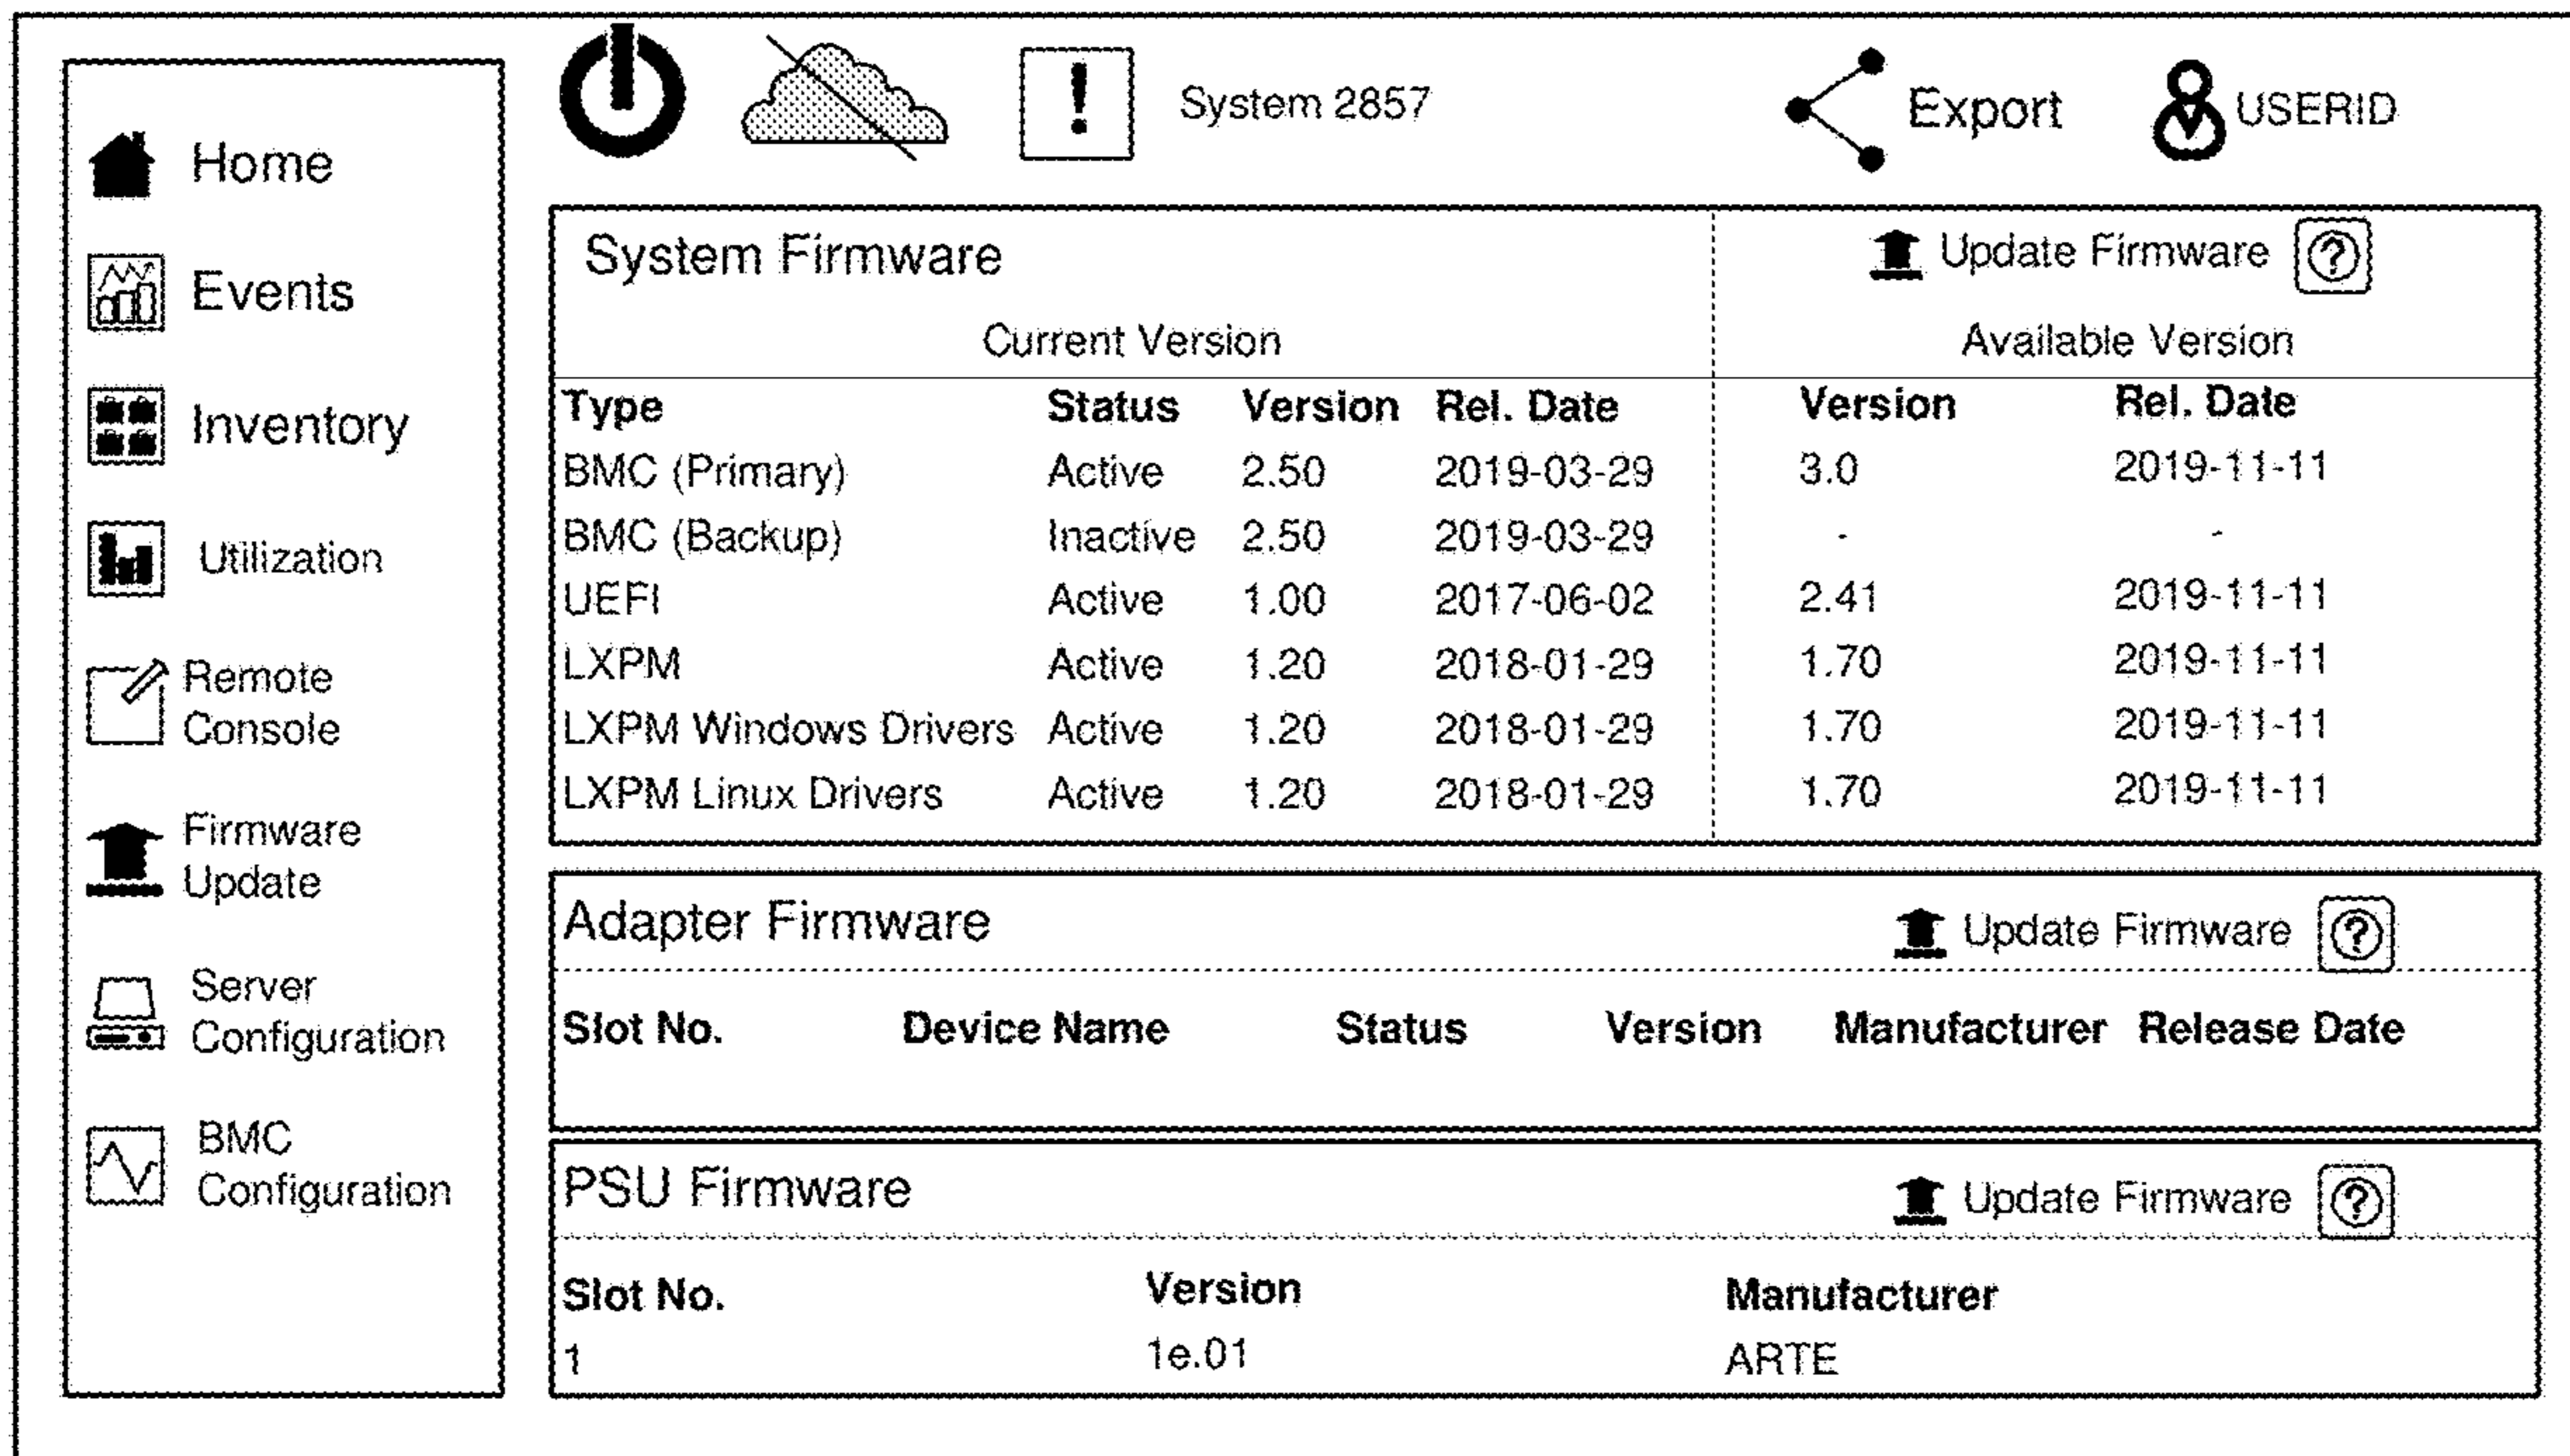 System 2857 Export USERID
Home
Events
Inventory
Utilization
Remote
Console
Firmware
Update
Server
Configuration
BMC
Configuration
System Firmware Update Firmware ?
Current Version Available Version
Type Status Version Rel. Date Version Rel. Date
BMC (Primary) Active 2.50 2019-03-29 3.0 2019-11-11
BMC (Backup) Inactive 2.50 2019-03-29 - -
UEFI Active 1.00 2017-06-02 2.41 2019-11-11
LXPM Active 1.20 2018-01-29 1.70 2019-11-11
LXPM Windows Drivers Active 1.20 2018-01-29 1.70 2019-11-11
LXPM Linux Drivers Active 1.20 2018-01-29 1.70 2019-11-11
Adapter Firmware Update Firmware ?
Slot No. Device Name Status Version Manufacturer Release Date
PSU Firmware Update Firmware ?
Slot No. Version Manufacturer
1 1e.01 ARTE